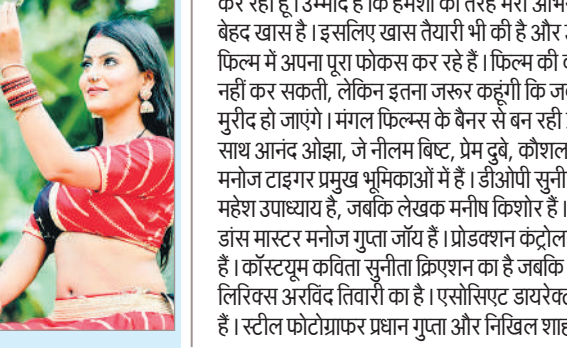 कर रहा हूं। उम्मीद है कि हमेशा की तरह मेरा
बेहद खास है। इसलिए खास तैयारी भी की है और
फिल्म में अपना पूरा फोकस कर रहे हैं। फिल्म की
नहीं कर सकती, लेकिन इतना जरूर कहूंगी कि
मुरीद हो जाएंगे। मंगल फिल्म्स के बैनर से बन रही
साथ आनंद ओझा, जे नीलम बिष्ट, प्रेम दुबे, कौशल
मनोज टाइगर प्रमुख भूमिकाओं में हैं। डीओपी
महेश उपाध्याय है, जबकि लेखक मनीष किशोर हैं।
डांस मास्टर मनोज गुप्ता जॉय हैं। प्रोडक्शन
हैं। कॉस्टयूम कविता सुनीता क्रिएशन का है जबकि
लिरिक्स अरविंद तिवारी का है। एसोसिएट
हैं। स्टील फोटोग्राफर प्रधान गुप्ता और निखिल